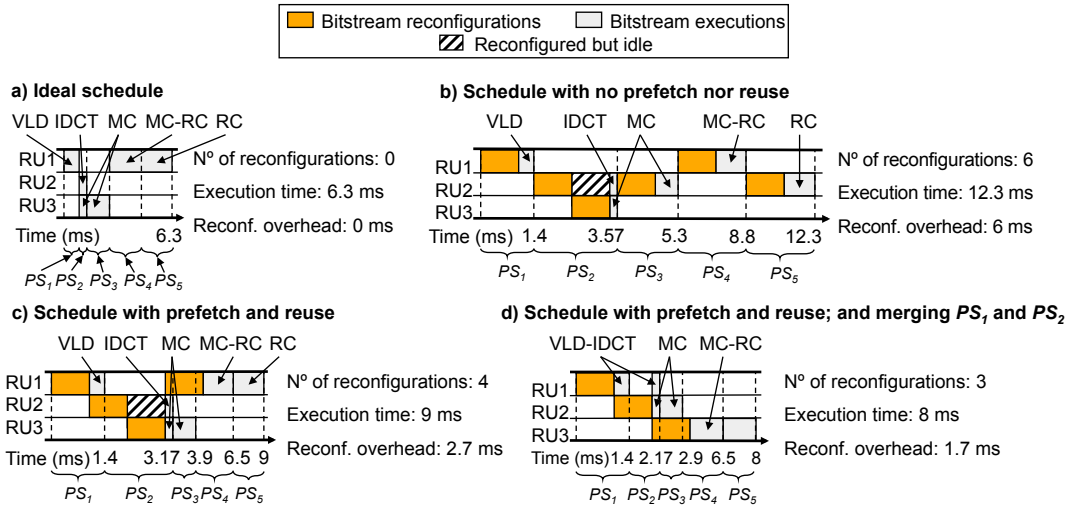 Bitstream reconfigurations
Bitstream executions
Reconfigured but idle
a) Ideal schedule
VLD IDCT MC MC-RC RC
RU1
RU2
RU3
Time (ms) 6.3
PS1 PS2 PS3 PS4 PS5
Nº of reconfigurations: 0
Execution time: 6.3 ms
Reconf. overhead: 0 ms
b) Schedule with no prefetch nor reuse
VLD IDCT MC MC-RC RC
RU1
RU2
RU3
Time (ms) 1.4 3.57 5.3 8.8 12.3
PS1 PS2 PS3 PS4 PS5
Nº of reconfigurations: 6
Execution time: 12.3 ms
Reconf. overhead: 6 ms
c) Schedule with prefetch and reuse
VLD IDCT MC MC-RC RC
RU1
RU2
RU3
Time (ms) 1.4 3.17 3.9 6.5 9
PS1 PS2 PS3 PS4 PS5
Nº of reconfigurations: 4
Execution time: 9 ms
Reconf. overhead: 2.7 ms
d) Schedule with prefetch and reuse; and merging PS1 and PS2
VLD-IDCT MC MC-RC
RU1
RU2
RU3
Time (ms) 1.4 2.17 2.9 6.5 8
PS1 PS2 PS3 PS4 PS5
Nº of reconfigurations: 3
Execution time: 8 ms
Reconf. overhead: 1.7 ms